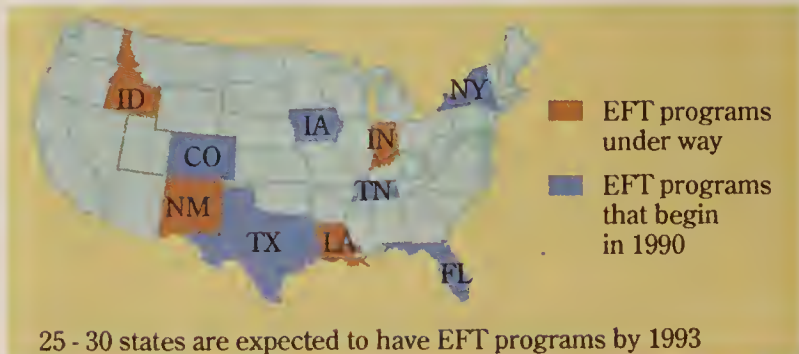 NY
ID
IA
IN
CO
TN
NM
TX
LA
FL
EFT programs
under way
EFT programs
that begin
in 1990
25 - 30 states are expected to have EFT programs by 1993